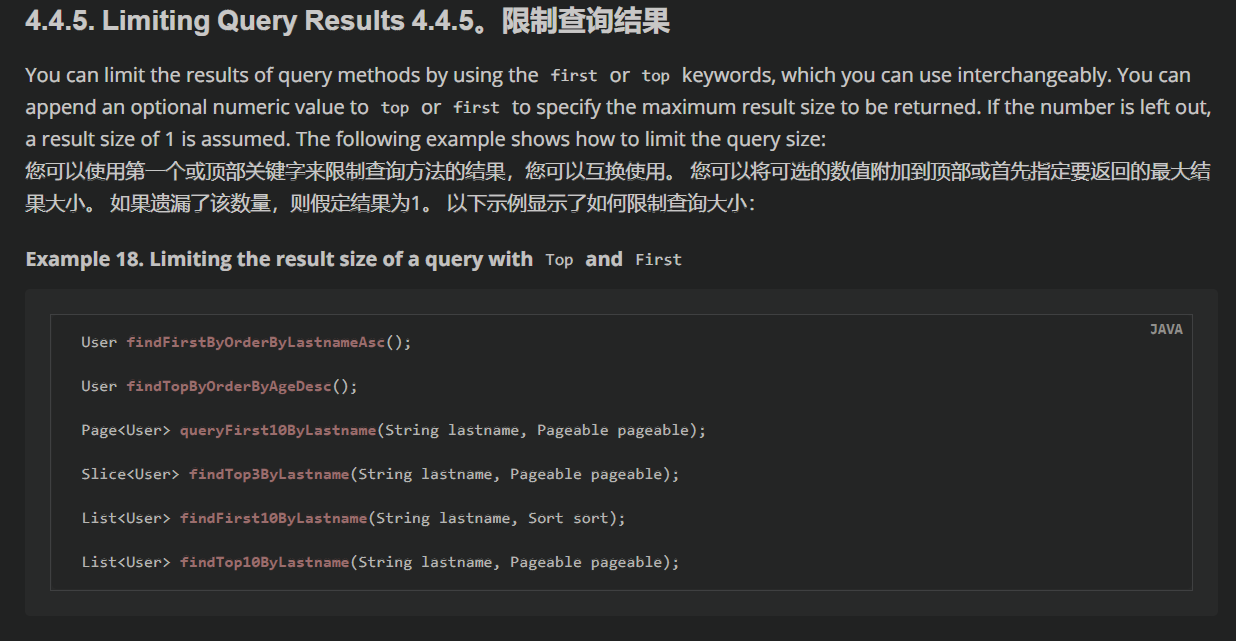 4.4.5. Limiting Query Results 4.4.5。限制查询结果
You can limit the results of query methods by using the first or top keywords, which you can use interchangeably. You can
append an optional numeric value to top or first to specify the maximum result size to be returned. If the number is left out,
a result size of 1 is assumed. The following example shows how to limit the query size:
您可以使用第一个或顶部关键字来限制查询方法的结果，您可以互换使用。 您可以将可选的数值附加到顶部或首先指定要返回的最大结
果大小。 如果遗漏了该数量，则假定结果为1。 以下示例显示了如何限制查询大小：
Example 18. Limiting the result size of a query with Top and First
JAVA
User findFirstByOrderByLastnameAsc();
User findTopByOrderByAgeDesc();
Page<User> queryFirst10ByLastname(String lastname, Pageable pageable);
Slice<User> findTop3ByLastname(String lastname, Pageable pageable);
List<User> findFirst10ByLastname(String lastname, Sort sort);
List<User> findTop10ByLastname(String lastname, Pageable pageable);